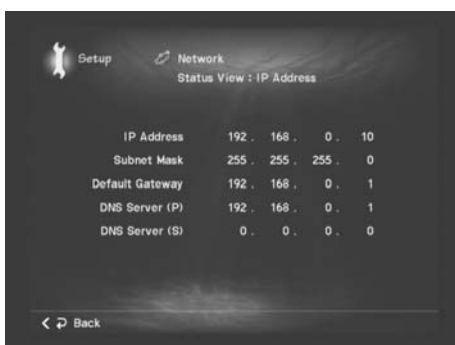 Setup Network
Status View : IP Address
IP Address 192 . 168 . 0 . 10
Subnet Mask 255 . 255 . 255 . 0
Default Gateway 192 . 168 . 0 . 1
DNS Server (P) 192 . 168 . 0 . 1
DNS Server (S) 0 . 0 . 0 . 0
Back